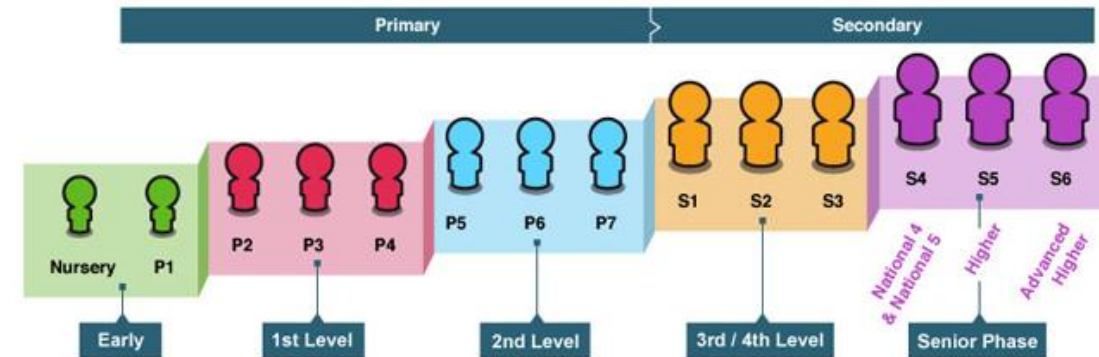 Primary
Secondary
Nursery P1
P2 P3 P4
P5 P6 P7
S1 S2 S3
S4 S5 S6
National 4
& National 5
Higher
Advanced
Higher
Early
1st Level
2nd Level
3rd / 4th Level
Senior Phase